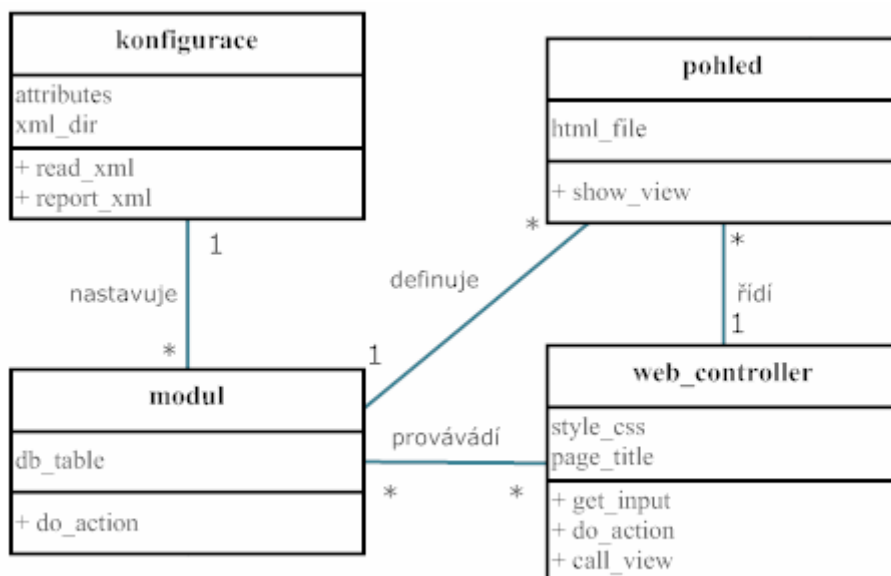 konfigurace
attributes
xml_dir
+ read_xml
+ report_xml
pohled
html_file
+ show_view
1
nastavuje
*
*
definuje
1
*
řídí
1
modul
db_table
+ do_action
provávádí
*
*
web_controller
style_css
page_title
+ get_input
+ do_action
+ call_view